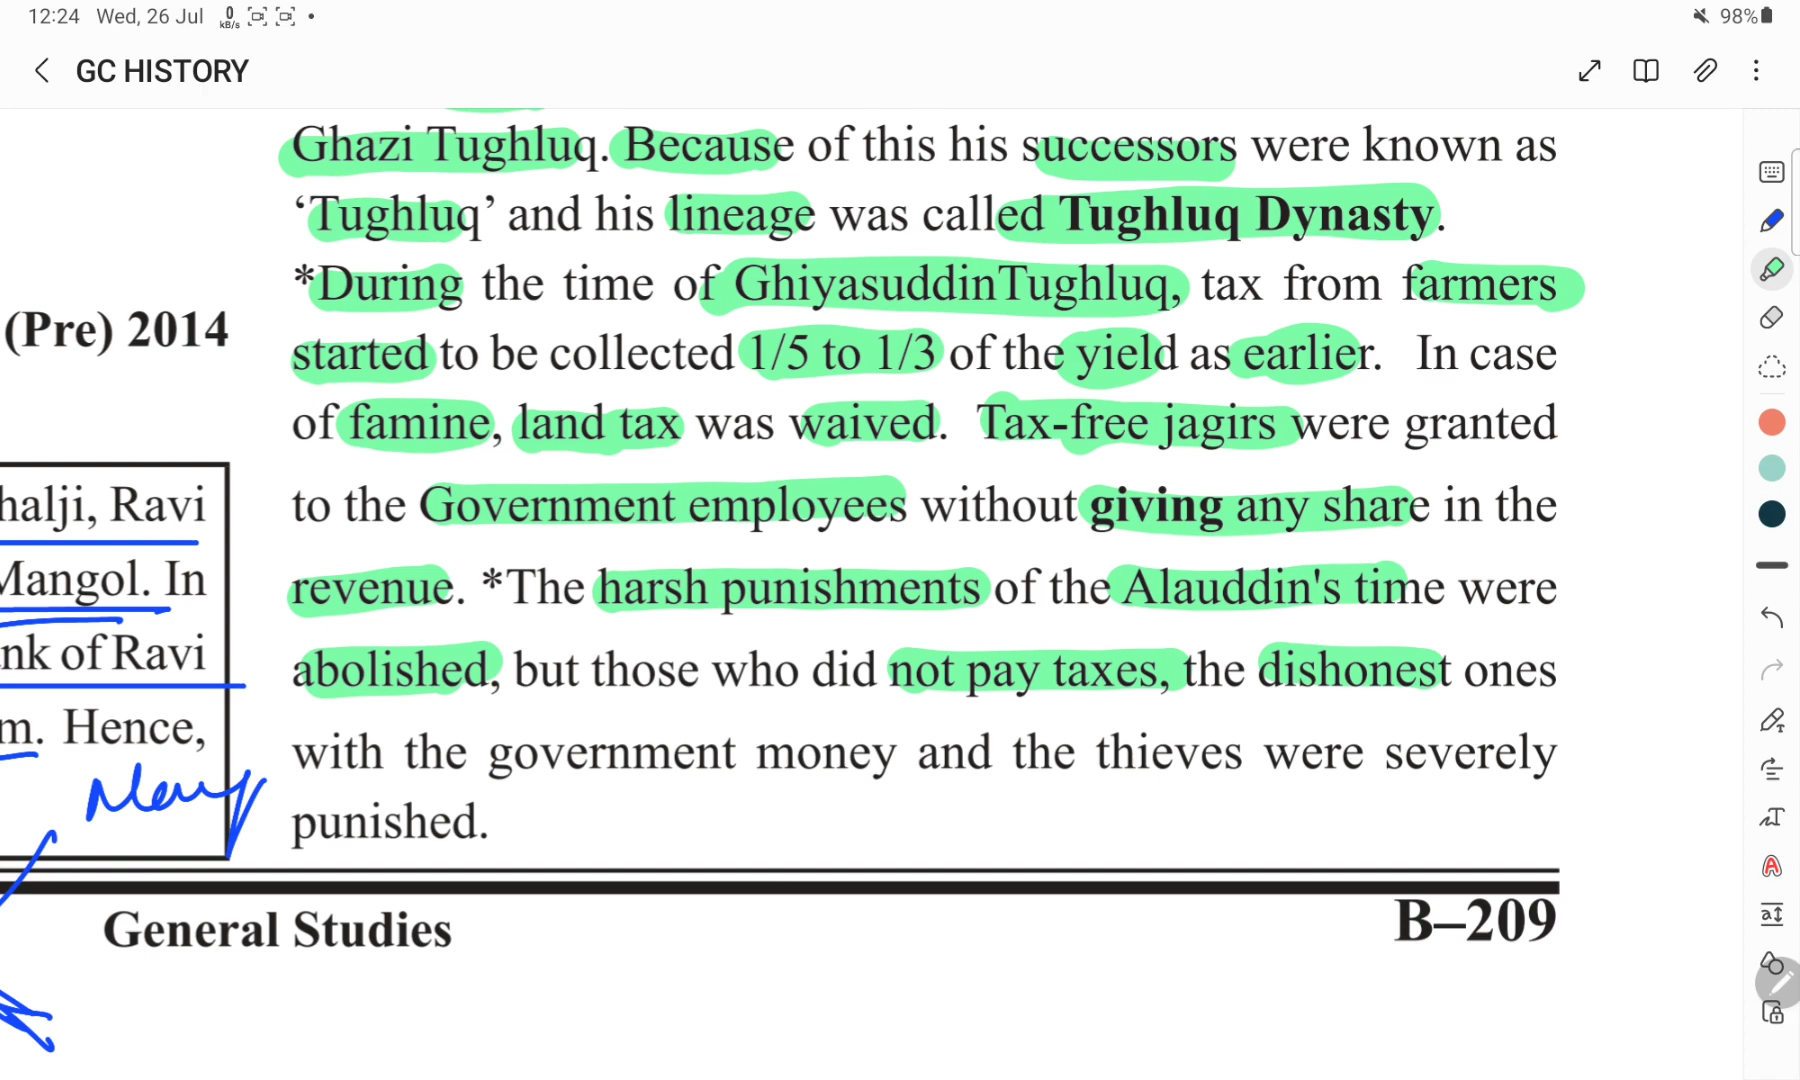 12:24 Wed, 26 Jul 0 kB/s 98%
GC HISTORY
Ghazi Tughluq. Because of this his successors were known as
‘Tughluq’ and his lineage was called Tughluq Dynasty.
*During the time of GhiyasuddinTughluq, tax from farmers
started to be collected 1/5 to 1/3 of the yield as earlier. In case
of famine, land tax was waived. Tax-free jagirs were granted
to the Government employees without giving any share in the
revenue. *The harsh punishments of the Alauddin's time were
abolished, but those who did not pay taxes, the dishonest ones
with the government money and the thieves were severely
punished.
(Pre) 2014
halji, Ravi
Mangol. In
nk of Ravi
m. Hence,
General Studies
B–209